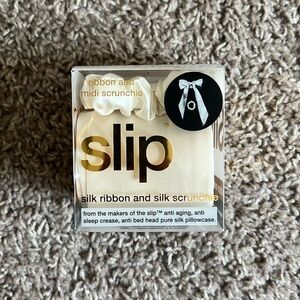 ribbon and
midi scrunchie
slip™
silk ribbon and silk scrunchie
from the makers of the slip™ anti aging, anti
sleep crease, anti bed head pure silk pillowcase.